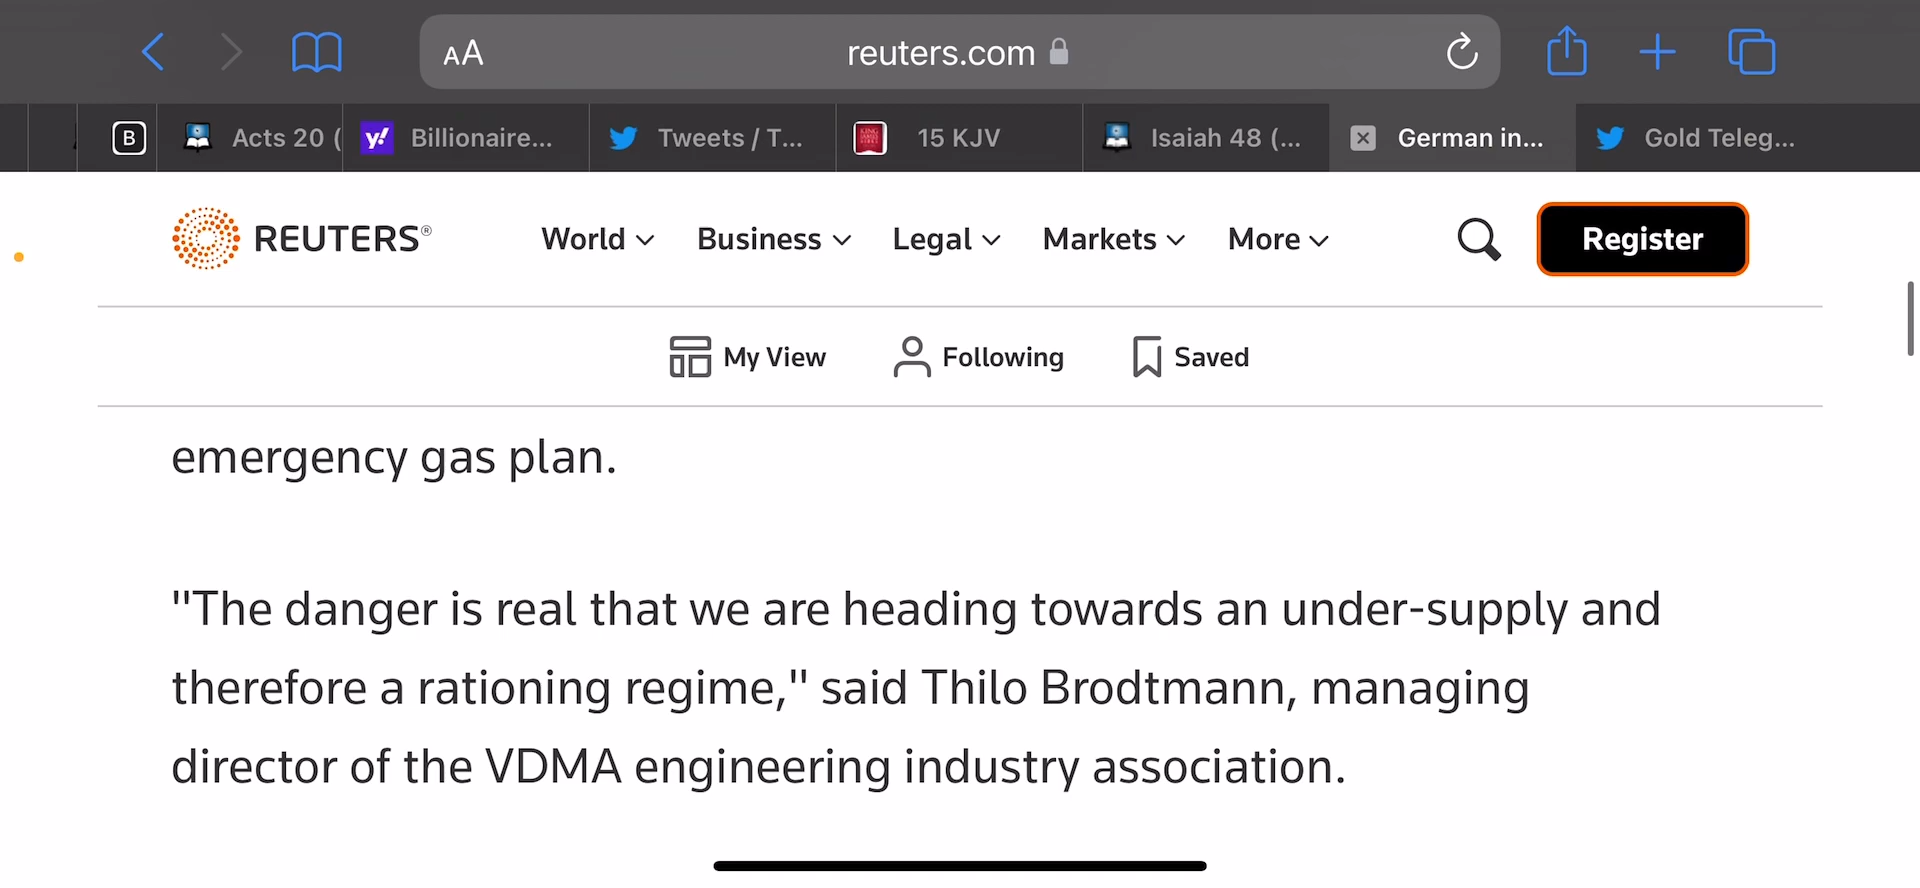 AA
reuters.com
B
Acts 20 (
y!
Billionaire...
Tweets / T...
15 KJV
Isaiah 48 (...
German in...
Gold Teleg...
REUTERS®
World
Business
Legal
Markets
More
Register
My View
Following
Saved
emergency gas plan.
"The danger is real that we are heading towards an under-supply and
therefore a rationing regime," said Thilo Brodtmann, managing
director of the VDMA engineering industry association.